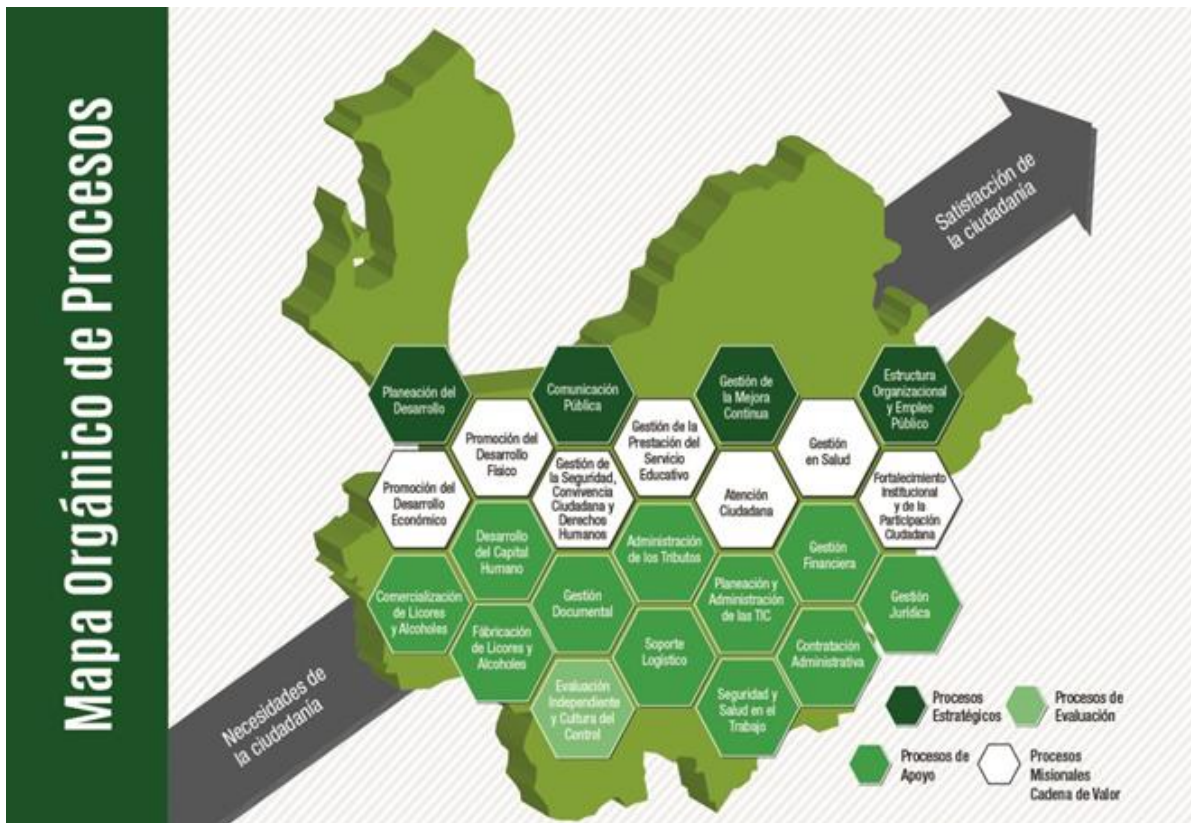 Mapa Orgánico de Procesos
Satisfacción de
la ciudadanía
Planeación del
Desarrollo
Comunicación
Pública
Gestión de
la Mejora
Continua
Estructura
Organizacional
y Empleo
Público
Promoción del
Desarrollo
Físico
Gestión de la
Prestación del
Servicio
Educativo
Gestión
en Salud
Promoción del
Desarrollo
Económico
Gestión de
la Seguridad,
Convivencia
Ciudadana y
Derechos
Humanos
Atención
Ciudadana
Fortalecimiento
Institucional
y de la
Participación
Ciudadana
Desarrollo
del Capital
Humano
Administración
de los Tributos
Gestión
Financiera
Comercialización
de Licores
y Alcoholes
Gestión
Documental
Planeación y
Administración
de las TIC
Gestión
Jurídica
Fábricación
de Licores y
Alcoholes
Soporte
Logístico
Contratación
Administrativa
Evaluación
Independiente
y Cultura del
Control
Seguridad y
Salud en el
Trabajo
Necesidades de
la ciudadanía
Procesos
Estratégicos
Procesos de
Evaluación
Procesos de
Apoyo
Procesos
Misionales
Cadena de Valor